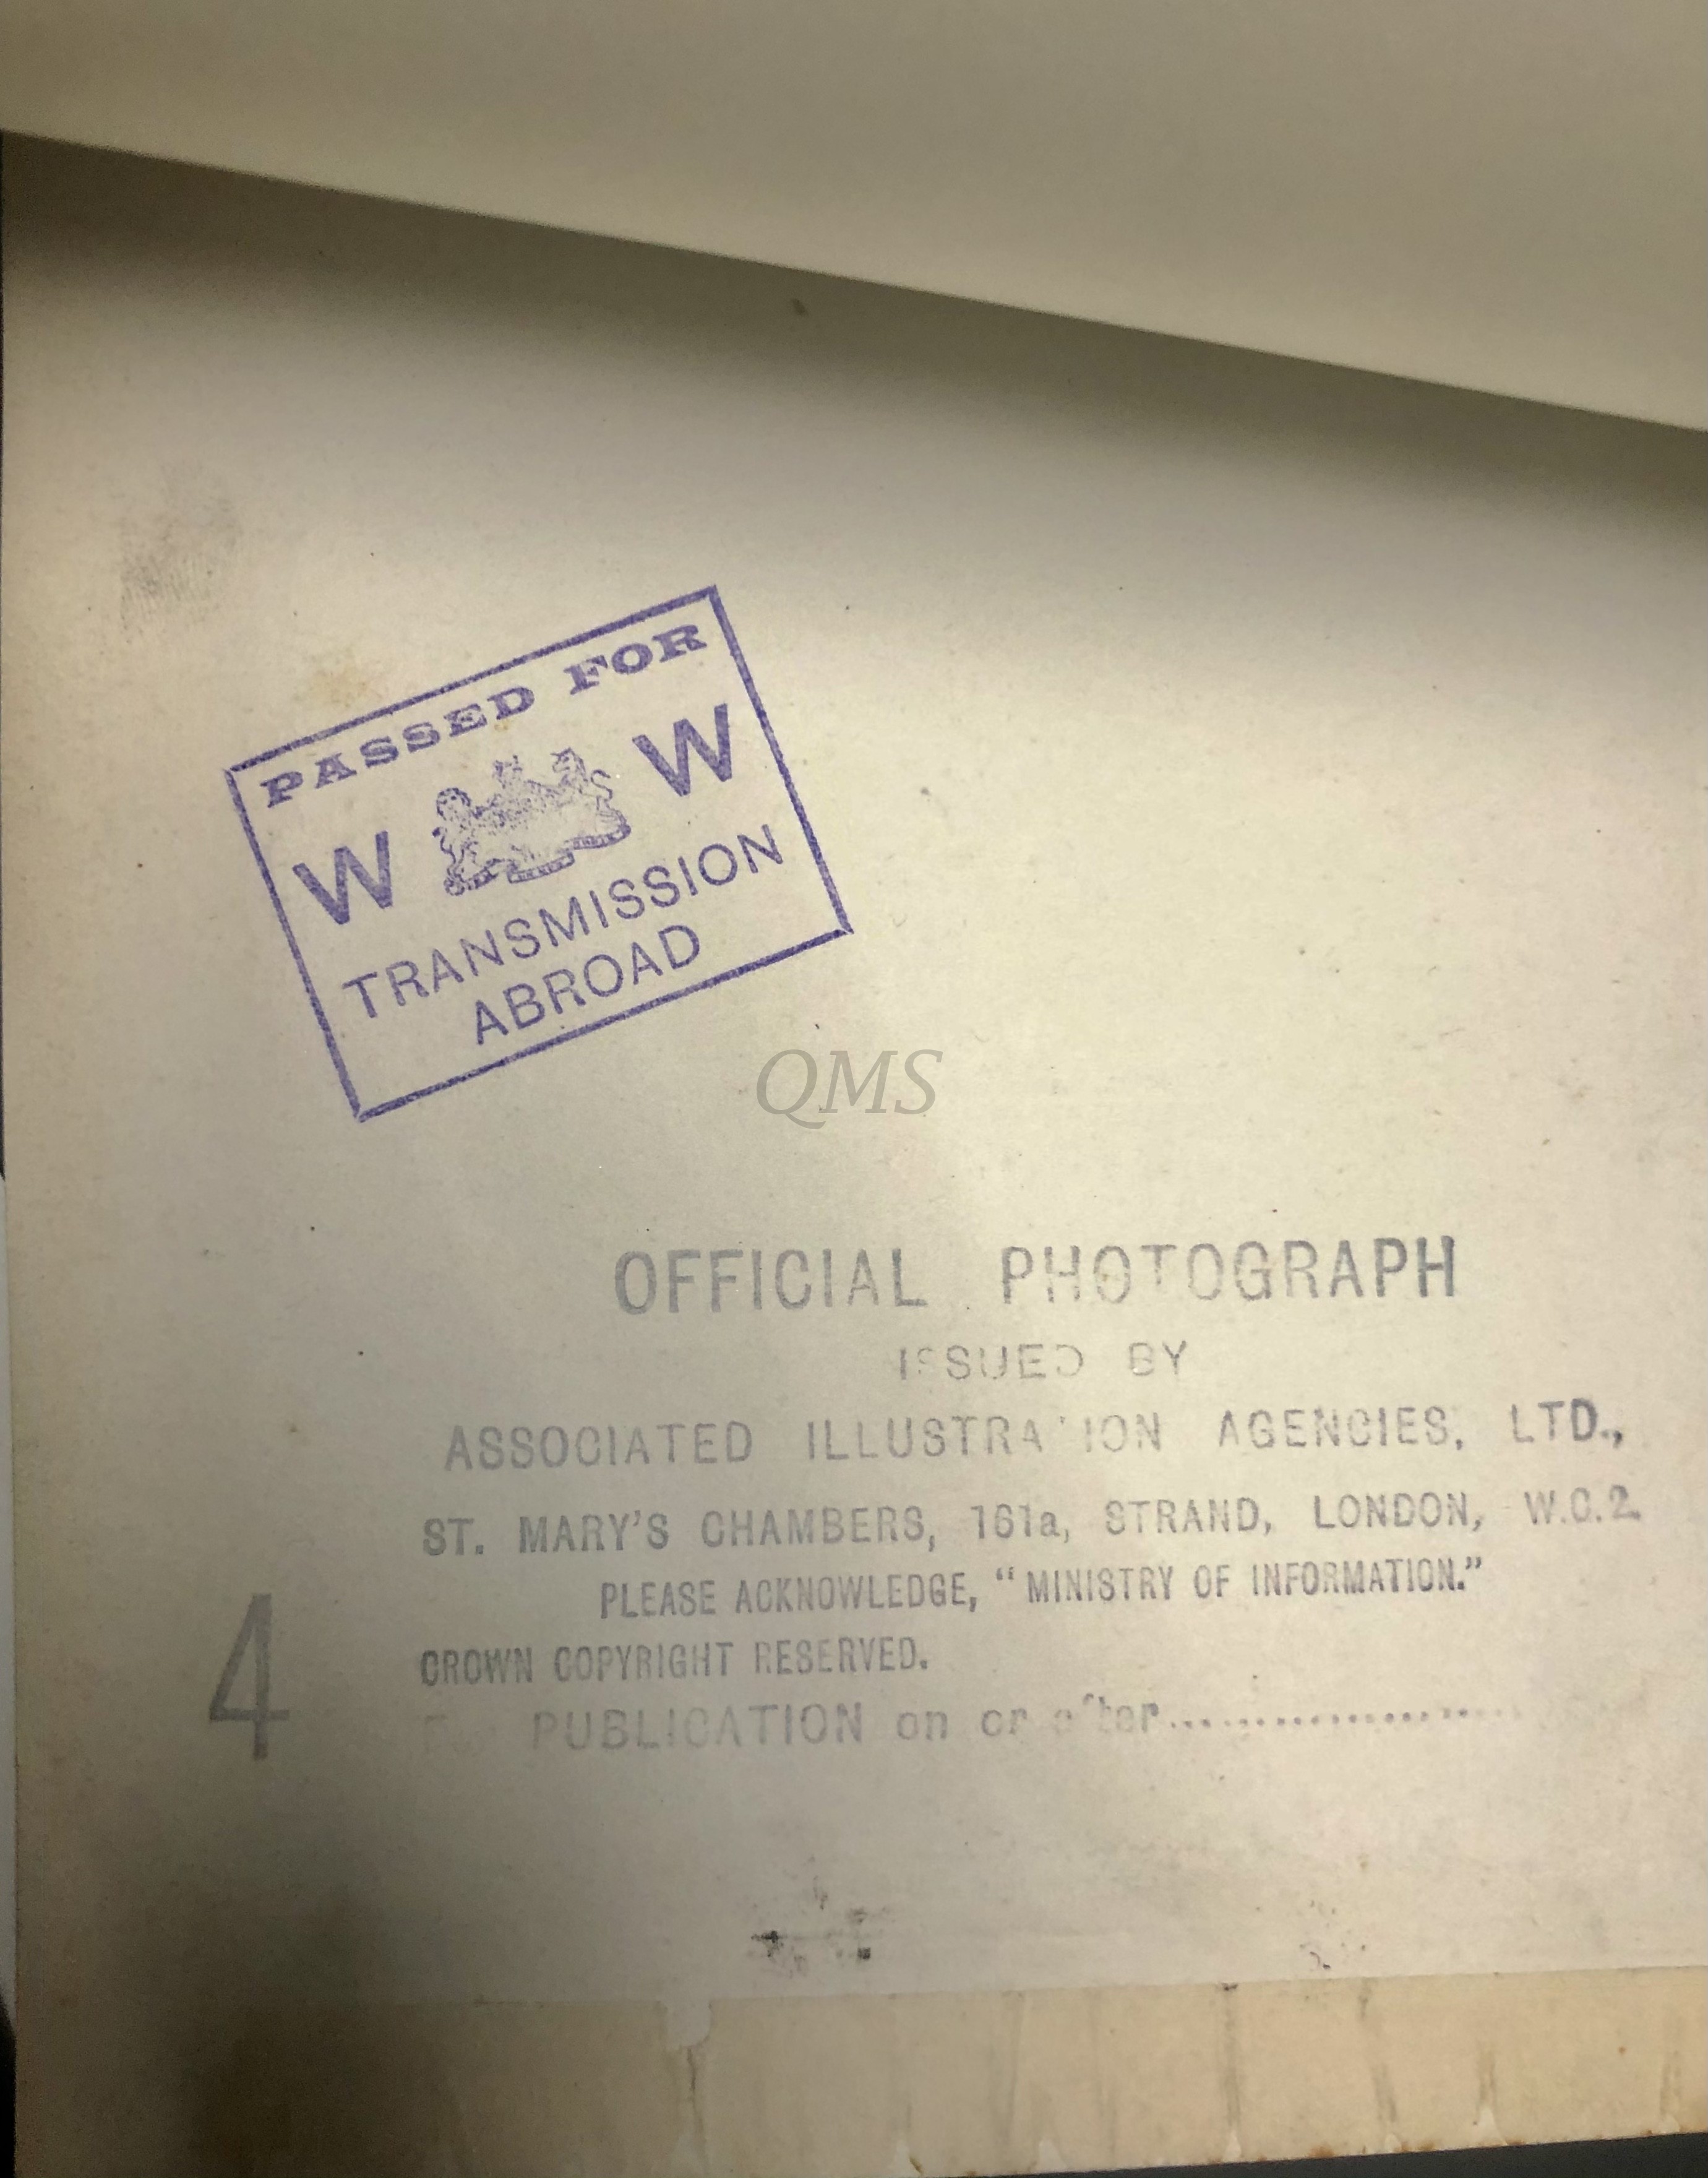 PASSED FOR
W W
TRANSMISSION
ABROAD
QMS
OFFICIAL PHOTOGRAPH
ISSUED BY
ASSOCIATED ILLUSTRATION AGENCIES, LTD.,
ST. MARY'S CHAMBERS, 161a, STRAND, LONDON, W.C.2.
PLEASE ACKNOWLEDGE, "MINISTRY OF INFORMATION."
CROWN COPYRIGHT RESERVED.
4
PUBLICATION on or after....................